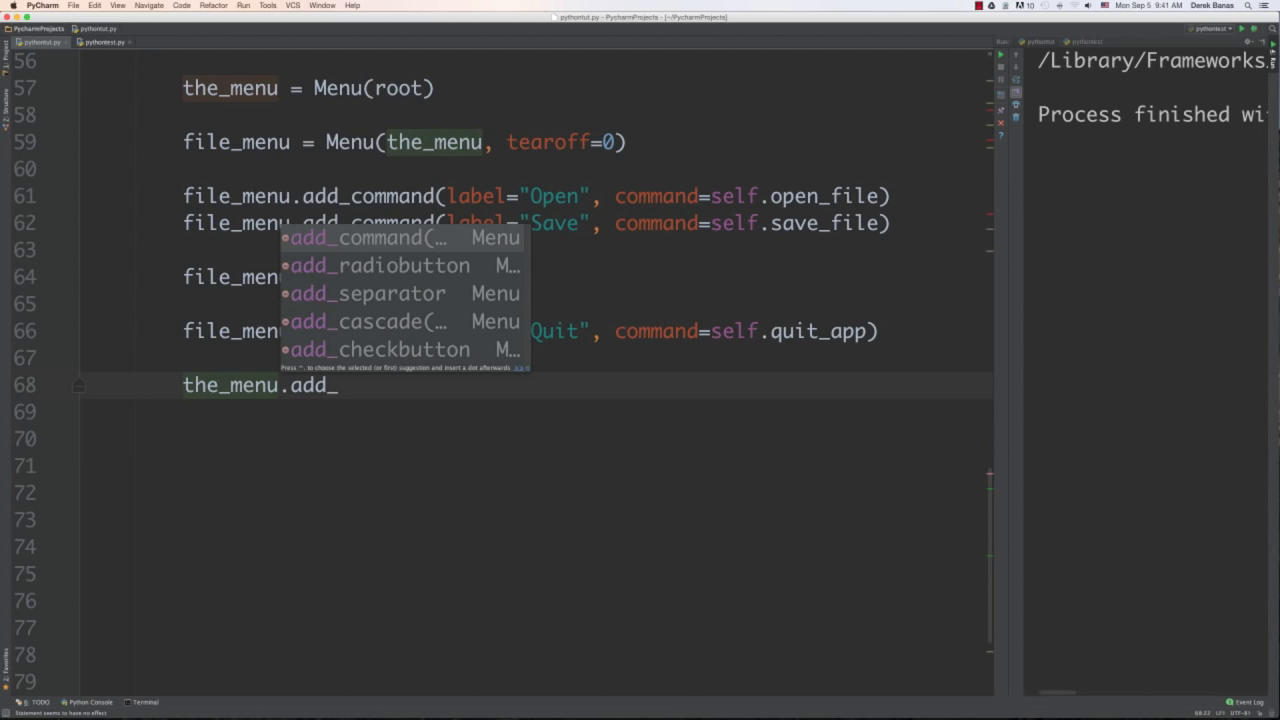 PyCharm File Edit View Navigate Code Refactor Run Tools VCS Window Help
10 Mon Sep 5 9:41 AM Derek Banas
pythontut.py - PycharmProjects - [~/PycharmProjects]
PycharmProjects pythontut.py pythontest
pythontut.py pythontest.py Run: pythontut pythontest
1: Project
Z: Structure
2: Favorites
56
57 the_menu = Menu(root)
58
59 file_menu = Menu(the_menu, tearoff=0)
60
61 file_menu.add_command(label="Open", command=self.open_file)
62 file_menu.add_command(label="Save", command=self.save_file)
63
64 file_menu
65
66 file_menu Quit", command=self.quit_app)
67
68 the_menu.add_
69
70
71
72
73
74
75
76
77
78
79
add_command(… Menu
add_radiobutton M…
add_separator Menu
add_cascade(… Menu
add_checkbutton M…
Press ^. to choose the selected (or first) suggestion and insert a dot afterwards >>
/Library/Frameworks
Process finished wi
4: Run
6: TODO Python Console Terminal Event Log
Statement seems to have no effect 68:22 LF UTF-8